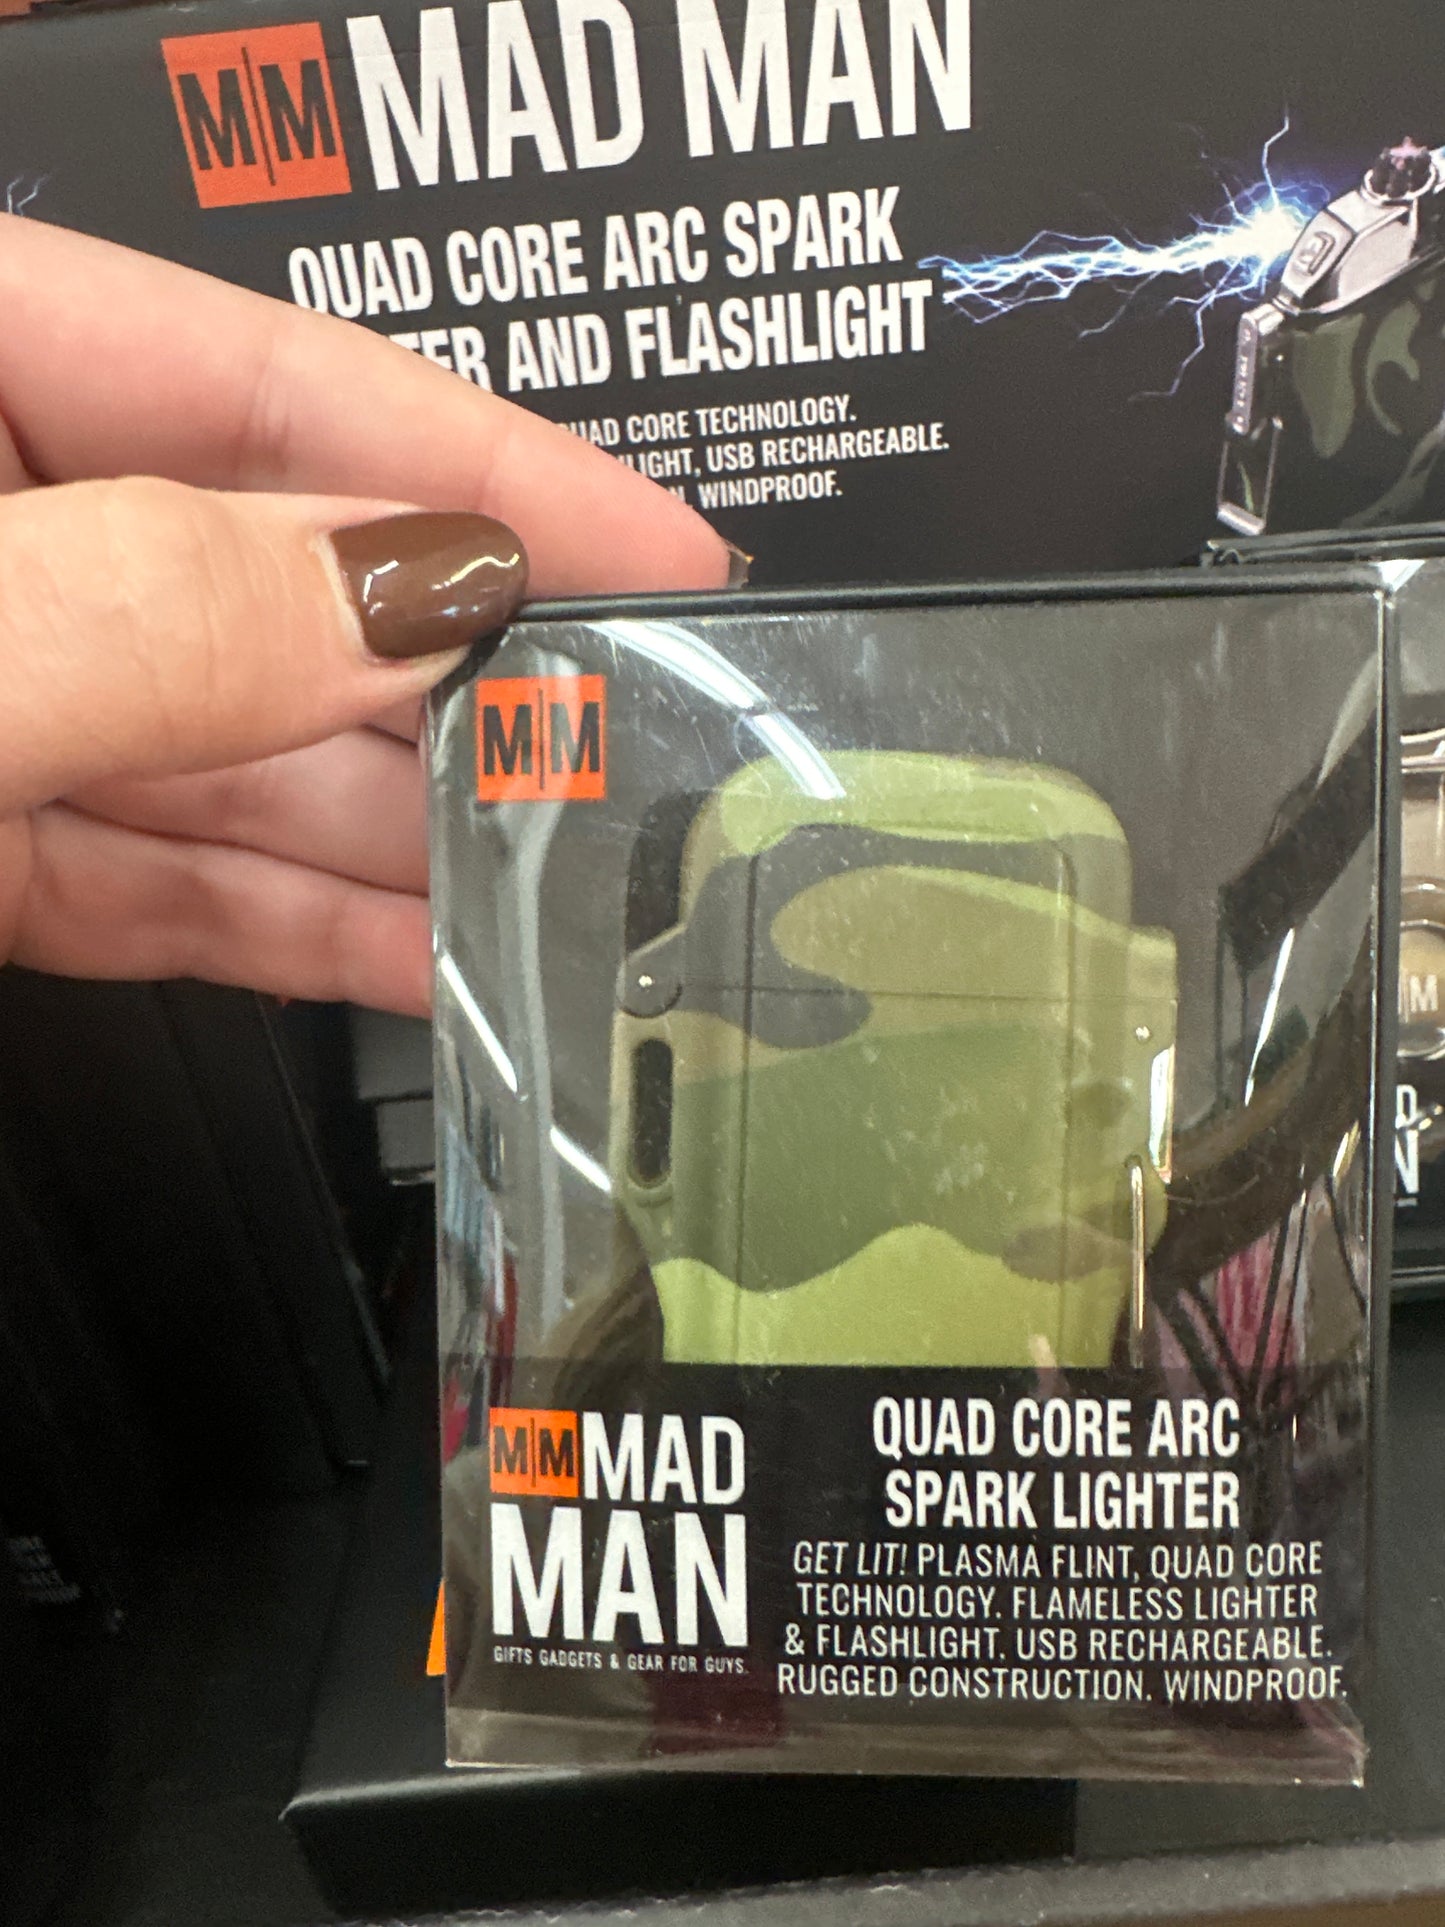 M|M MAD MAN
QUAD CORE ARC SPARK
AND FLASHLIGHT
CORE TECHNOLOGY.
USB RECHARGEABLE.
WINDPROOF.
M|M
M|M MAD
MAN
GIFTS GADGETS & GEAR FOR GUYS.
QUAD CORE ARC
SPARK LIGHTER
GET LIT! PLASMA FLINT, QUAD CORE
TECHNOLOGY. FLAMELESS LIGHTER
& FLASHLIGHT. USB RECHARGEABLE.
RUGGED CONSTRUCTION. WINDPROOF.